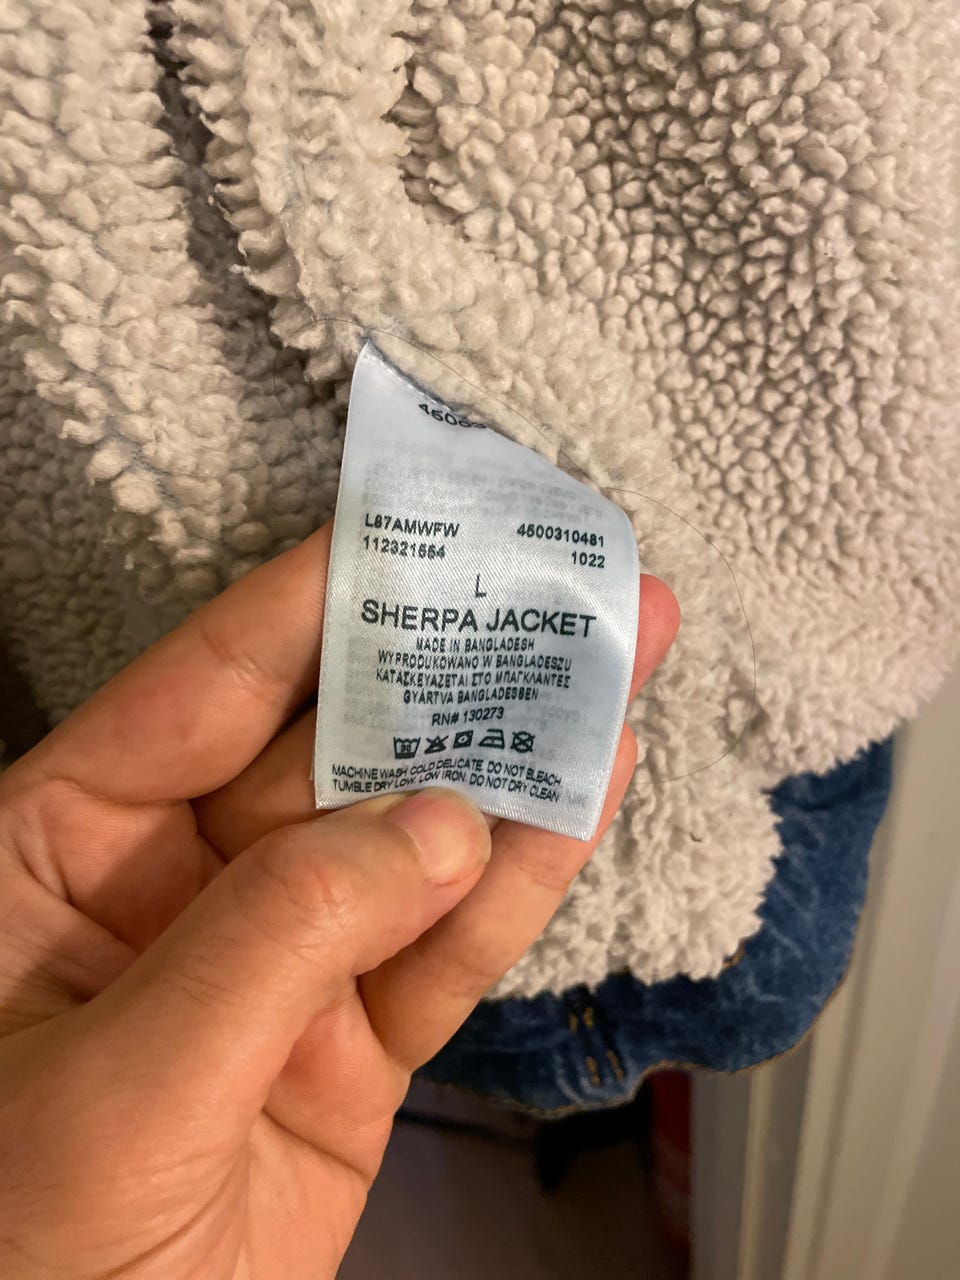 L87AMWFW 4500310481
112321554 1022
L
SHERPA JACKET
MADE IN BANGLADESH
WYPRODUKOWANO W BANGLADESZU
ΚΑΤΑΣΚΕΥΑΖΕΤΑΙ ΣΤΟ ΜΠΑΓΚΛΑΝΤΕΣ
GYÁRTVA BANGLADESBEN
RN# 130273
MACHINE WASH COLD DELICATE. DO NOT BLEACH.
TUMBLE DRY LOW. LOW IRON. DO NOT DRY CLEAN